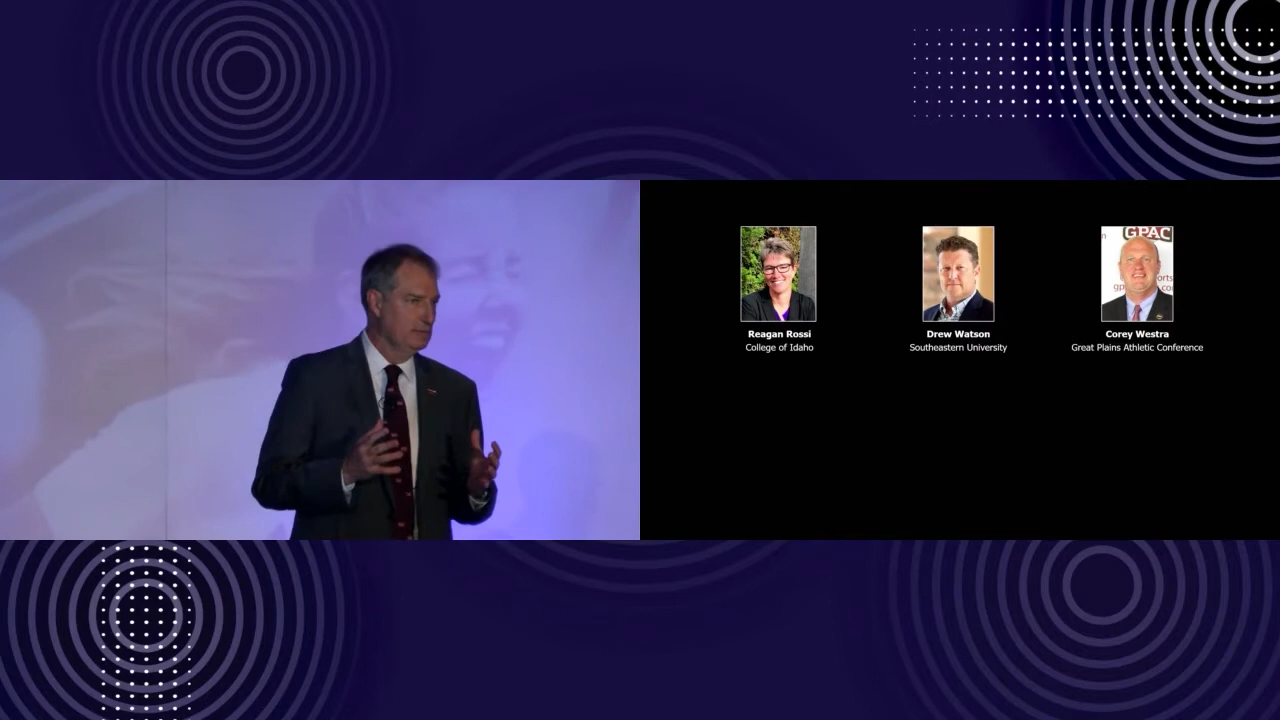 GPAC
Reagan Rossi
College of Idaho
Drew Watson
Southeastern University
Corey Westra
Great Plains Athletic Conference